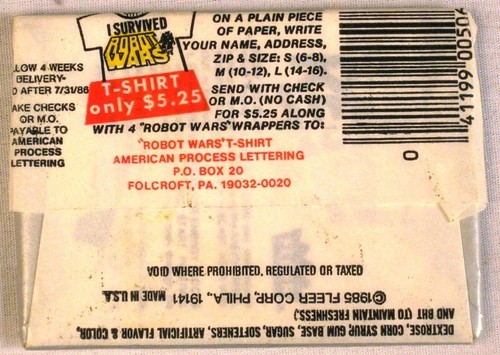 I SURVIVED
ROBOT
WARS
T-SHIRT
only $5.25
ON A PLAIN PIECE
OF PAPER, WRITE
YOUR NAME, ADDRESS,
ZIP & SIZE: S (6-8),
M (10-12), L (14-16).
SEND WITH CHECK
OR M.O. (NO CASH)
FOR $5.25 ALONG
WITH 4 "ROBOT WARS" WRAPPERS TO:
"ROBOT WARS" T-SHIRT
AMERICAN PROCESS LETTERING
P.O. BOX 20
FOLCROFT, PA. 19032-0020
LOW 4 WEEKS
DELIVERY-
D AFTER 7/31/86
AKE CHECKS
OR M.O.
PAYABLE TO
AMERICAN
PROCESS
LETTERING
0
41199 00504
VOID WHERE PROHIBITED, REGULATED OR TAXED
DEXTROSE, CORN SYRUP, GUM BASE, SUGAR, SOFTENERS, ARTIFICIAL FLAVOR & COLOR,
AND BHT (TO MAINTAIN FRESHNESS.)
©1985 FLEER CORP., PHILA., 19141 MADE IN U.S.A.